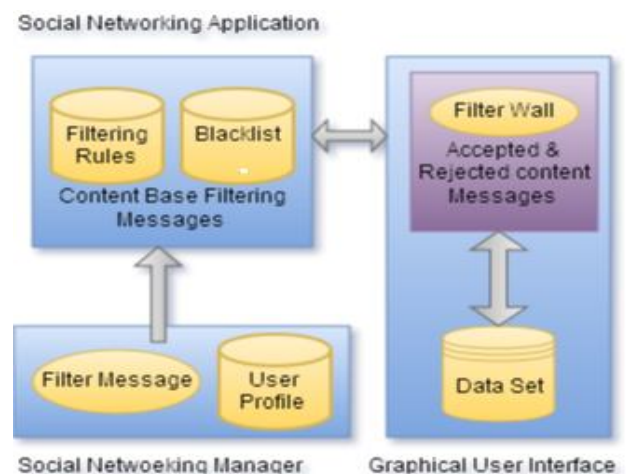 Social Networking Application
Filtering
Rules
Blacklist
Content Base Filtering
Messages
Filter Wall
Accepted &
Rejected content
Messages
Filter Message
User
Profile
Data Set
Social Netwoeking Manager
Graphical User Interface